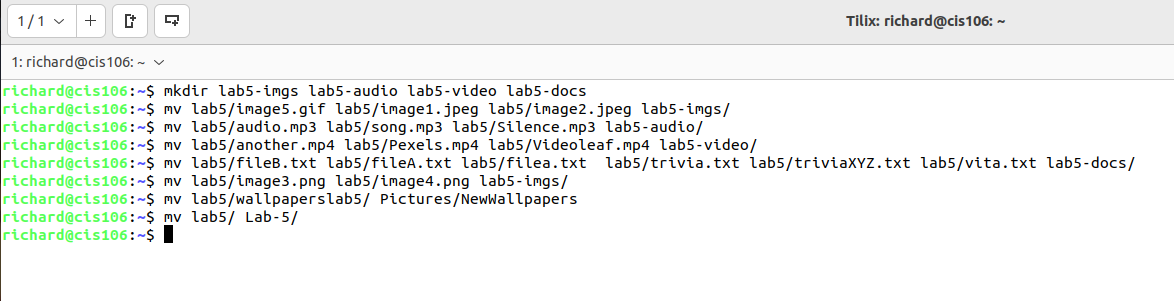 1 / 1 Tilix: richard@cis106: ~
1: richard@cis106: ~
richard@cis106:~$ mkdir lab5-imgs lab5-audio lab5-video lab5-docs
richard@cis106:~$ mv lab5/image5.gif lab5/image1.jpeg lab5/image2.jpeg lab5-imgs/
richard@cis106:~$ mv lab5/audio.mp3 lab5/song.mp3 lab5/Silence.mp3 lab5-audio/
richard@cis106:~$ mv lab5/another.mp4 lab5/Pexels.mp4 lab5/Videoleaf.mp4 lab5-video/
richard@cis106:~$ mv lab5/fileB.txt lab5/fileA.txt lab5/filea.txt  lab5/trivia.txt lab5/triviaXYZ.txt lab5/vita.txt lab5-docs/
richard@cis106:~$ mv lab5/image3.png lab5/image4.png lab5-imgs/
richard@cis106:~$ mv lab5/wallpaperslab5/ Pictures/NewWallpapers
richard@cis106:~$ mv lab5/ Lab-5/
richard@cis106:~$